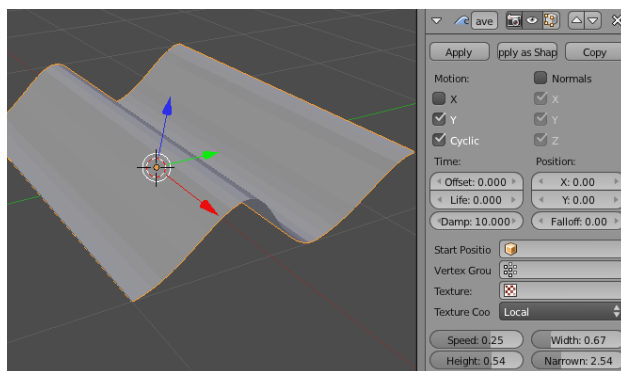 ave
Apply
pply as Shap
Copy
Motion:
Normals
X
X
Y
Y
Cyclic
Z
Time:
Position:
Offset: 0.000
X: 0.00
Life: 0.000
Y: 0.00
Damp: 10.000
Falloff: 0.00
Start Positio
Vertex Grou
Texture:
Texture Coo
Local
Speed: 0.25
Width: 0.67
Height: 0.54
Narrown: 2.54